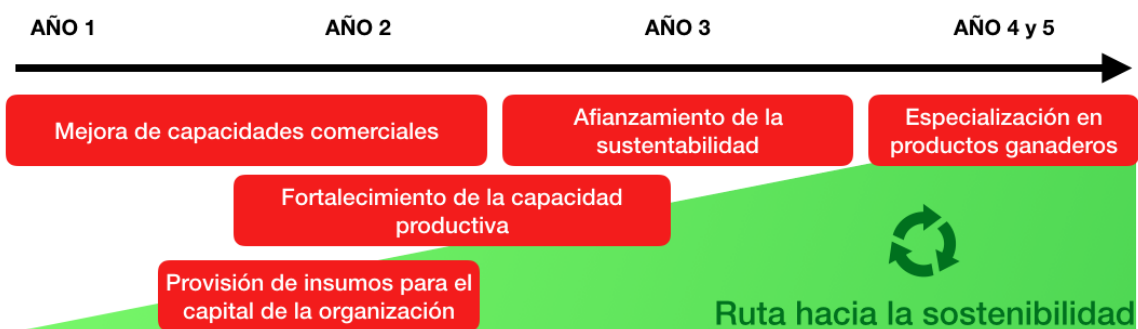 AÑO 1
AÑO 2
AÑO 3
AÑO 4 y 5
Mejora de capacidades comerciales
Afianzamiento de la
sustentabilidad
Especialización en
productos ganaderos
Fortalecimiento de la capacidad
productiva
Provisión de insumos para el
capital de la organización
Ruta hacia la sostenibilidad